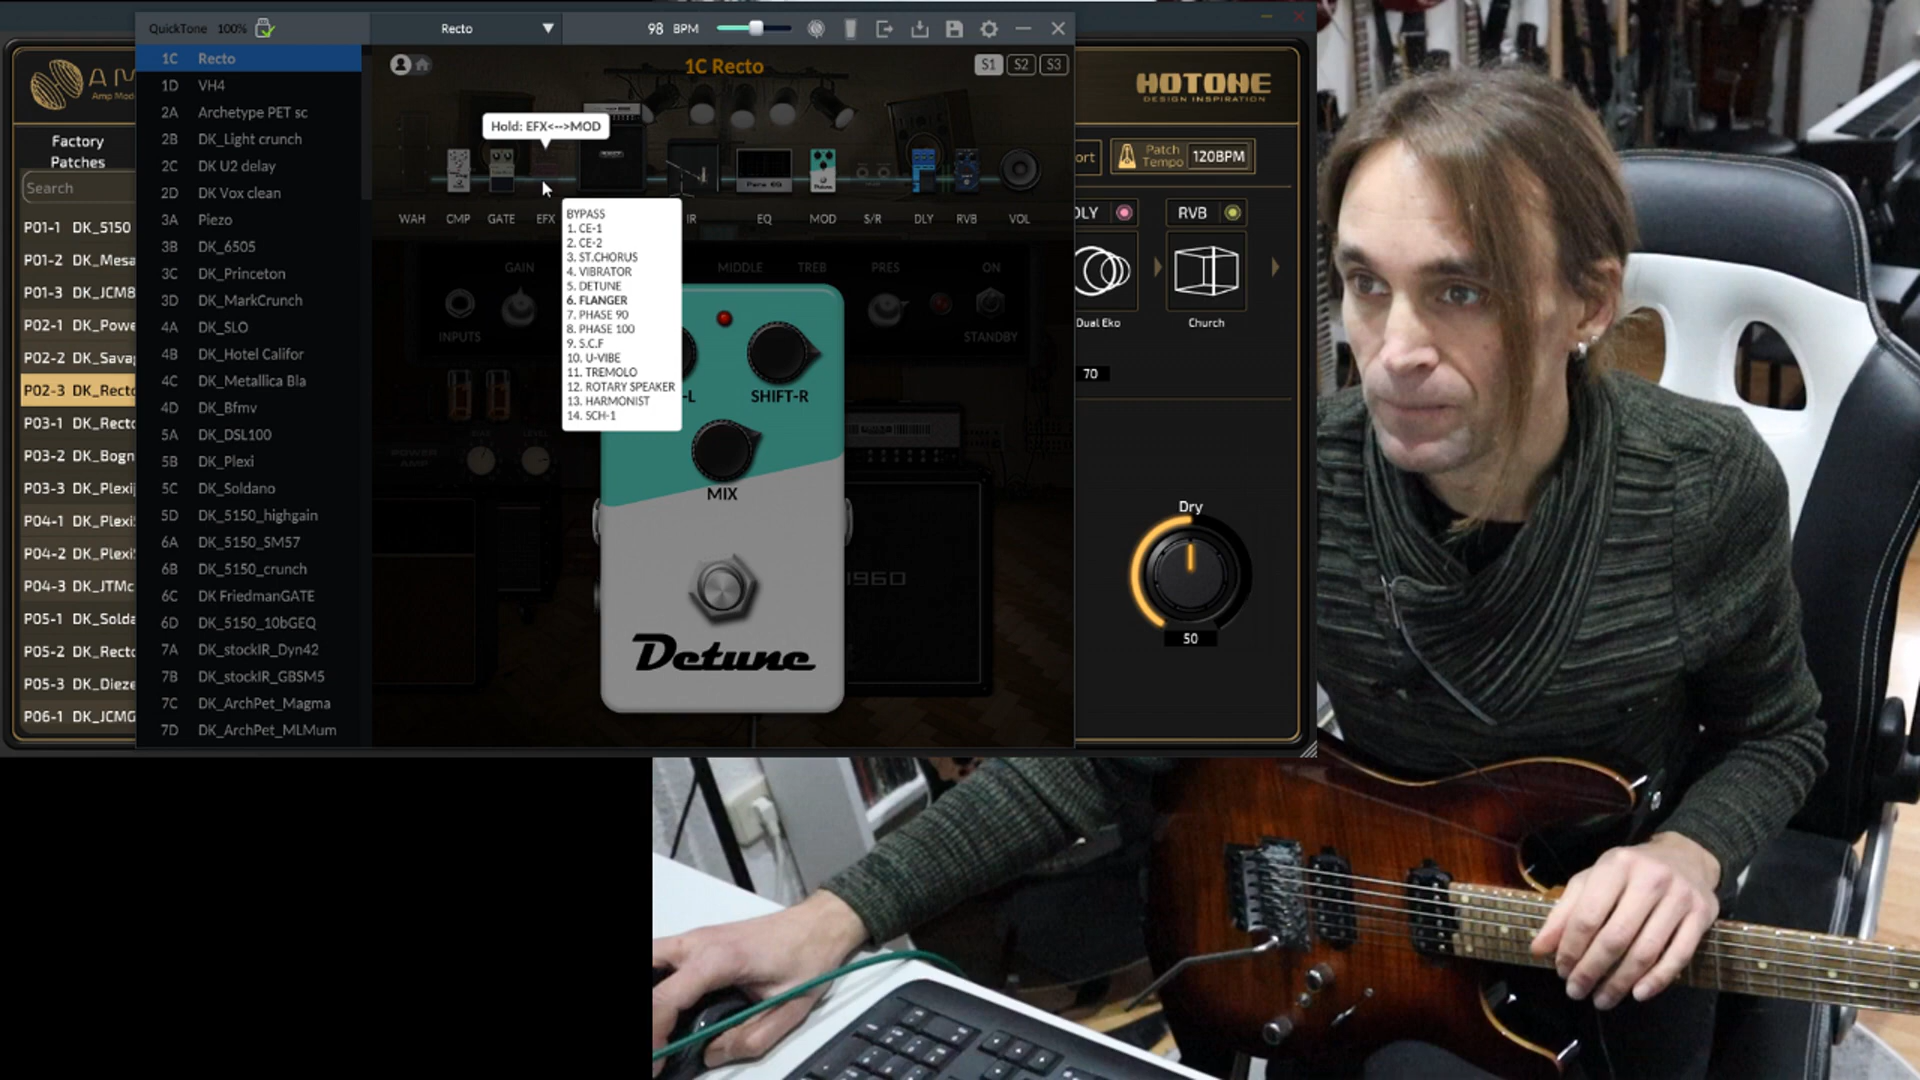 QuickTone 100%
Recto
98 BPM
1C Recto
1D VH4
2A Archetype PET sc
2B DK_Light crunch
2C DK U2 delay
2D DK Vox clean
3A Piezo
3B DK_6505
3C DK_Princeton
3D DK_MarkCrunch
4A DK_SLO
4B DK_Hotel Califor
4C DK_Metallica Bla
4D DK_Bfmv
5A DK_DSL100
5B DK_Plexi
5C DK_Soldano
5D DK_5150_highgain
6A DK_5150_SM57
6B DK_5150_crunch
6C DK FriedmanGATE
6D DK_5150_10bGEQ
7A DK_stockIR_Dyn42
7B DK_stockIR_GBSM5
7C DK_ArchPet_Magma
7D DK_ArchPet_MLMum
AM
Amp Mod
Factory
Patches
Search
P01-1 DK_5150
P01-2 DK_Mesa
P01-3 DK_JCM8
P02-1 DK_Powe
P02-2 DK_Sava
P02-3 DK_Recto
P03-1 DK_Recto
P03-2 DK_Bogn
P03-3 DK_Plexi
P04-1 DK_Plexi
P04-2 DK_Plexi
P04-3 DK_JTMc
P05-1 DK_Solda
P05-2 DK_Recto
P05-3 DK_Dieze
P06-1 DK_JCMG
1C Recto
S1 S2 S3
Hold: EFX<-->MOD
Para EQ
WAH CMP GATE EFX IR EQ MOD S/R DLY RVB VOL
BYPASS
1. CE-1
2. CE-2
3. ST.CHORUS
4. VIBRATOR
5. DETUNE
6. FLANGER
7. PHASE 90
8. PHASE 100
9. S.C.F
10. U-VIBE
11. TREMOLO
12. ROTARY SPEAKER
13. HARMONIST
14. SCH-1
GAIN MIDDLE TREB PRES ON
INPUTS
STANDBY
POWER AMP
LEVEL
-L
SHIFT-R
MIX
1960
Detune
HOTONE
DESIGN INSPIRATION
ort
Patch Tempo 120BPM
DLY
RVB
Dual Eko
Church
70
Dry
50